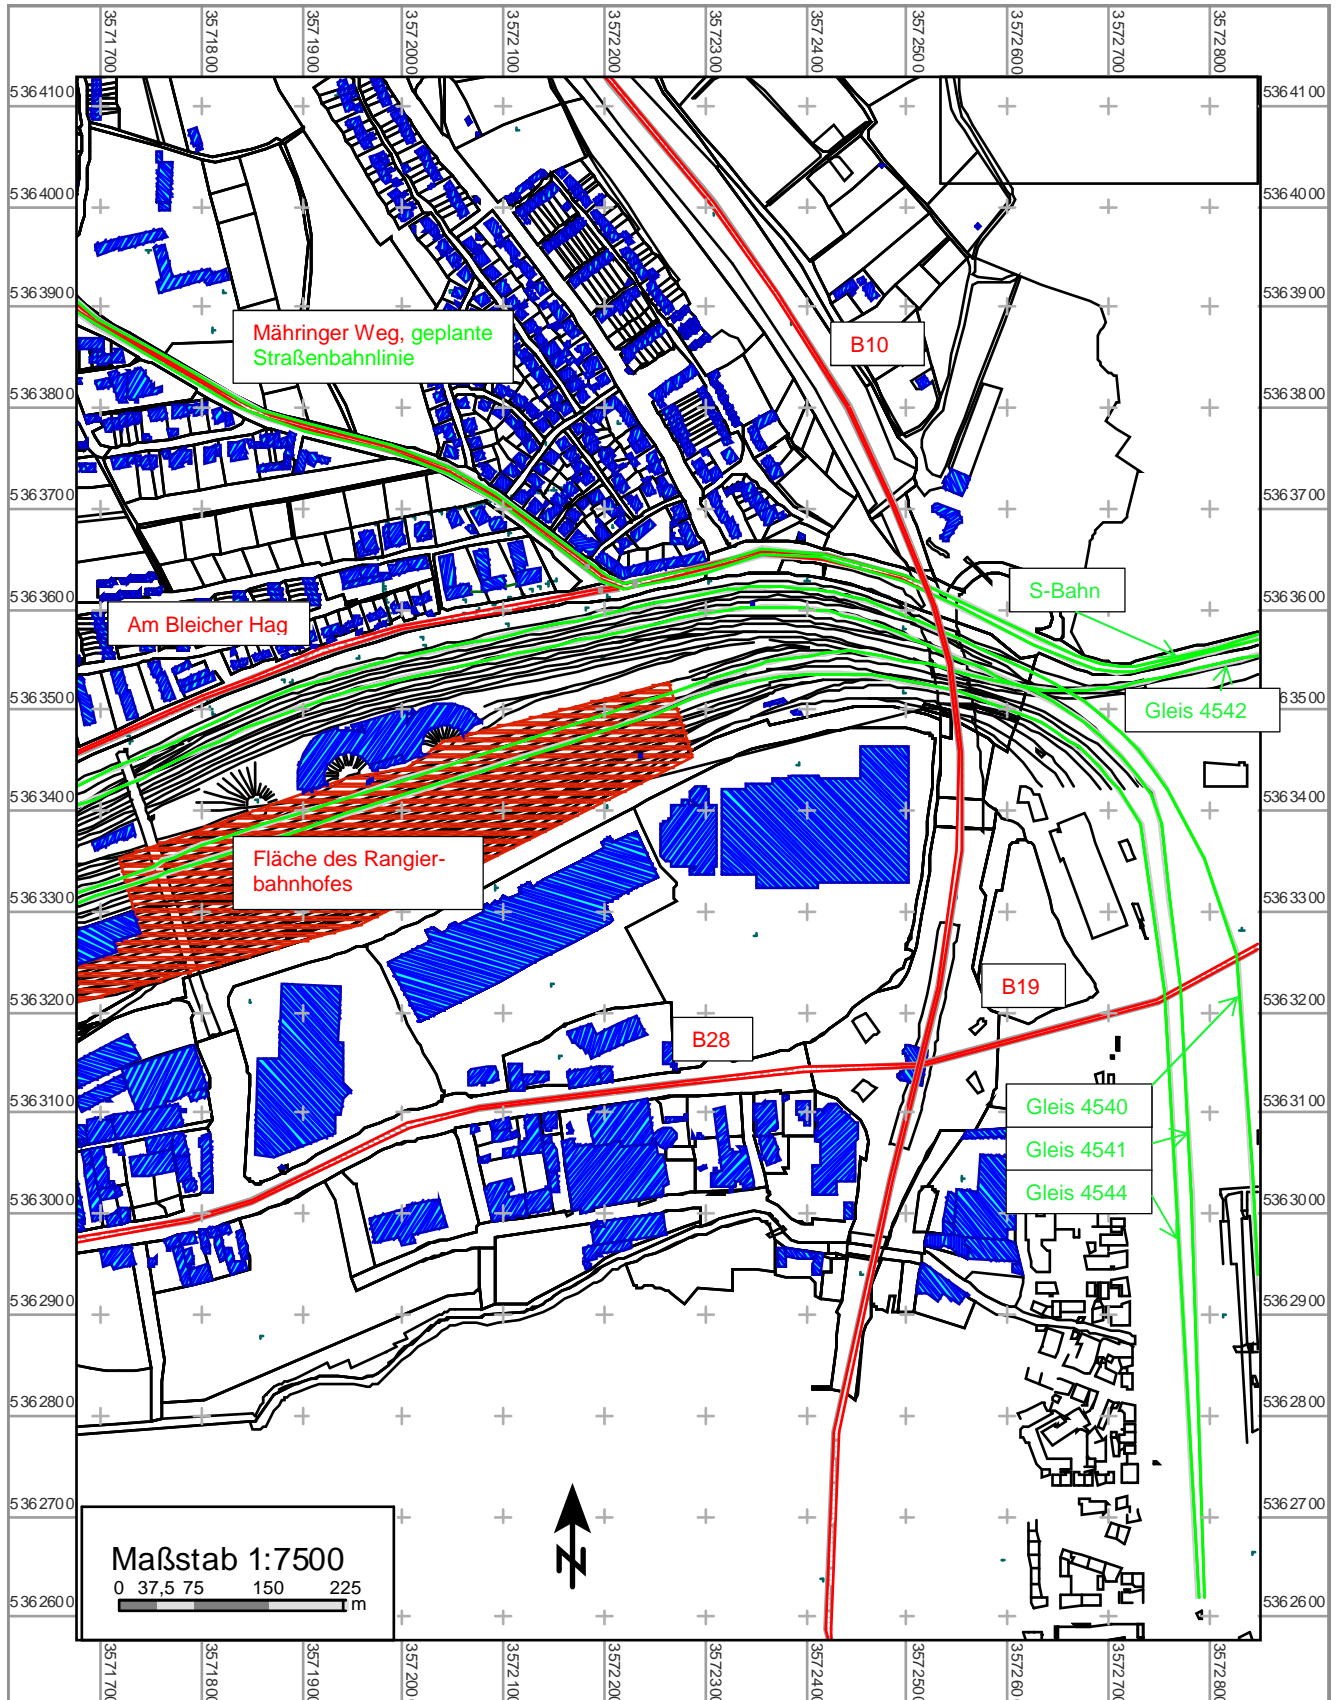 3571700 3571800 3571900 3572000 3572100 3572200 3572300 3572400 3572500 3572600 3572700 3572800
5364100 5364100
5364000 5364000
5363900 5363900
Mähringer Weg, geplante
Straßenbahnlinie
B10
5363800 5363800
5363700 5363700
S-Bahn
5363600 5363600
Am Bleicher Hag
5363500 5363500
Gleis 4542
5363400 5363400
Fläche des Rangier-
bahnhofes
5363300 5363300
B19
5363200 5363200
B28
5363100 5363100
Gleis 4540
Gleis 4541
Gleis 4544
5363000 5363000
5362900 5362900
5362800 5362800
5362700 5362700
N
Maßstab 1:7500
0 37,5 75 150 225
m
5362600 5362600
3571700 3571800 3571900 3572000 3572100 3572200 3572300 3572400 3572500 3572600 3572700 3572800